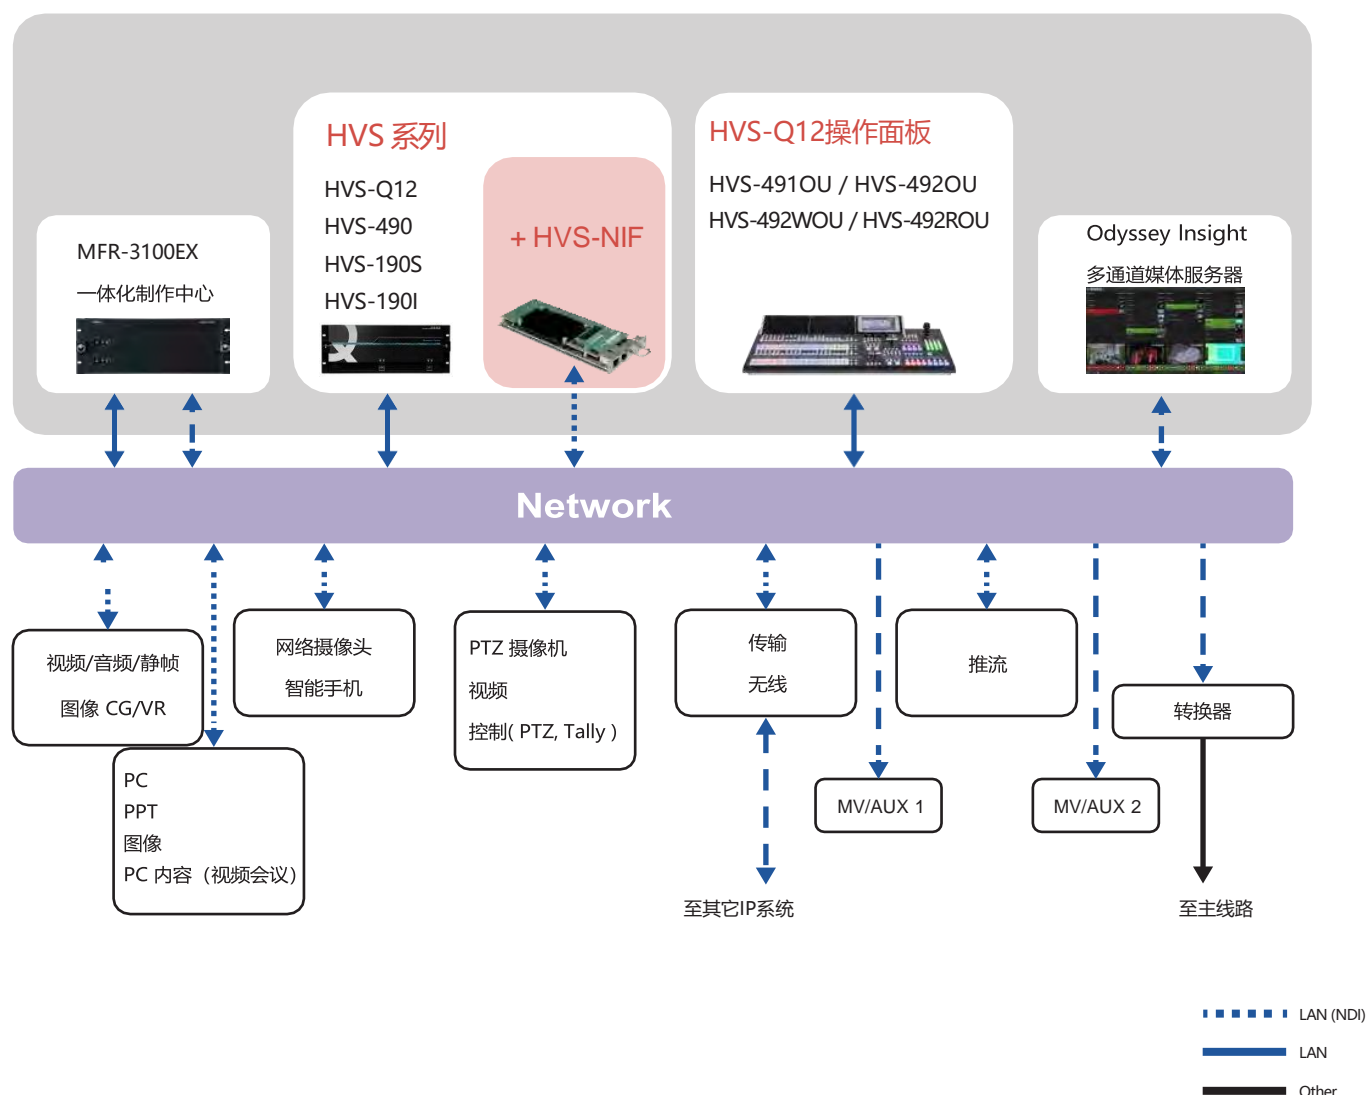 HVS 系列
HVS-Q12
HVS-490
HVS-190S
HVS-190I
+ HVS-NIF
HVS-Q12操作面板
HVS-491OU / HVS-492OU
HVS-492WOU / HVS-492ROU
MFR-3100EX
一体化制作中心
Odyssey Insight
多通道媒体服务器
Q
Network
视频/音频/静帧
图像 CG/VR
网络摄像头
智能手机
PTZ 摄像机
视频
控制( PTZ, Tally )
传输
无线
推流
转换器
PC
PPT
图像
PC 内容（视频会议）
MV/AUX 1
MV/AUX 2
至其它IP系统
至主线路
LAN (NDI)
LAN
Other